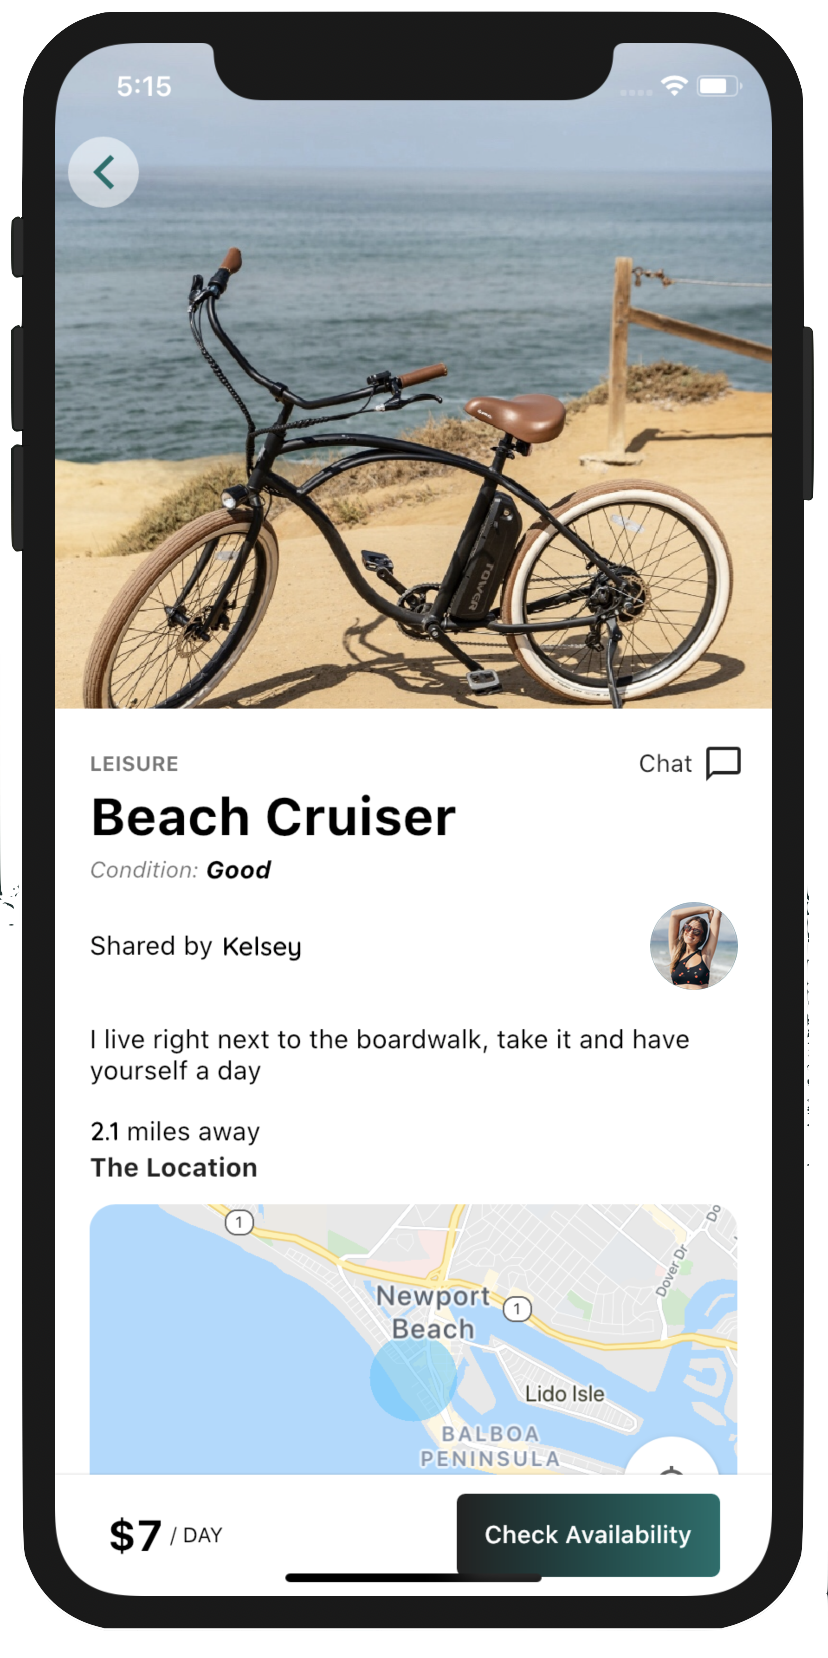 5:15
TOWER
LEISURE
Chat
Beach Cruiser
Condition: Good
Shared by Kelsey
I live right next to the boardwalk, take it and have
yourself a day
2.1 miles away
The Location
1
Do
Dover Dr
Newport
Beach
1
Lido Isle
BALBOA
PENINSULA
$7 / DAY
Check Availability